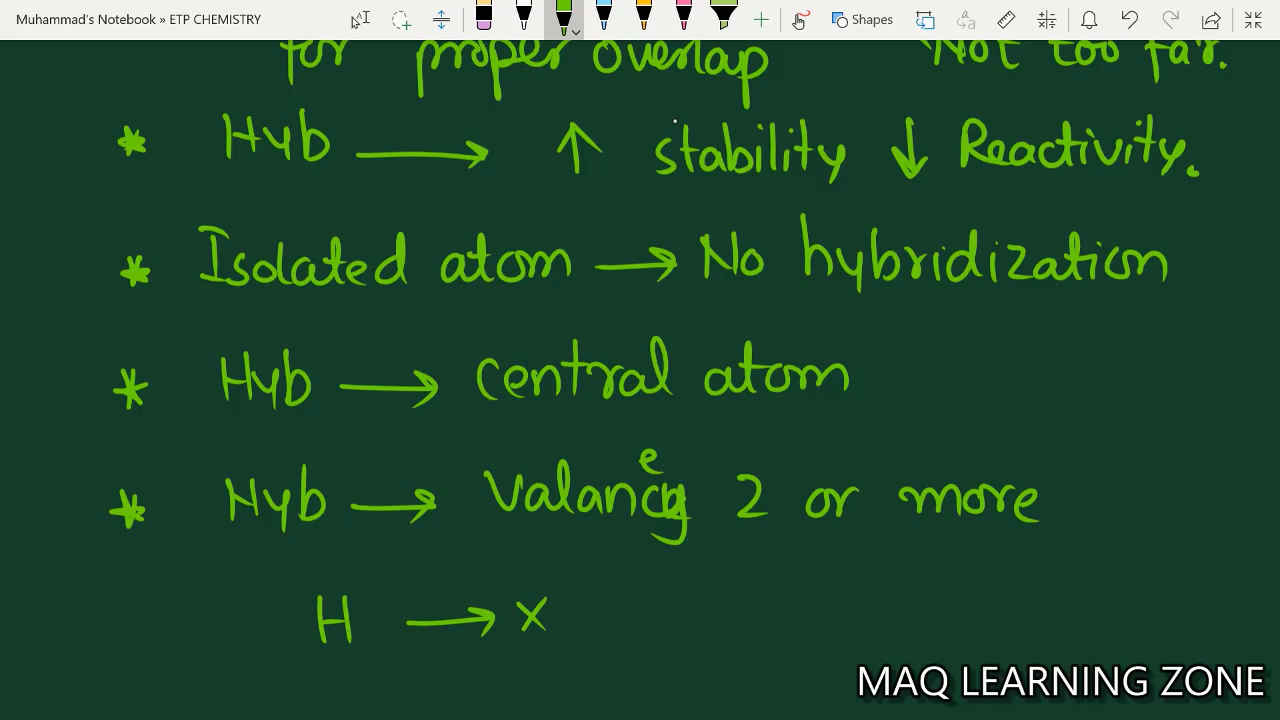 Muhammad's Notebook » ETP CHEMISTRY
Shapes
for proper overlap Not too far.
* Hyb → ↑ stability ↓ Reactivity.
* Isolated atom → No hybridization
* Hyb → central atom
* Hyb → Valancy 2 or more
e
H → ×
MAQ LEARNING ZONE